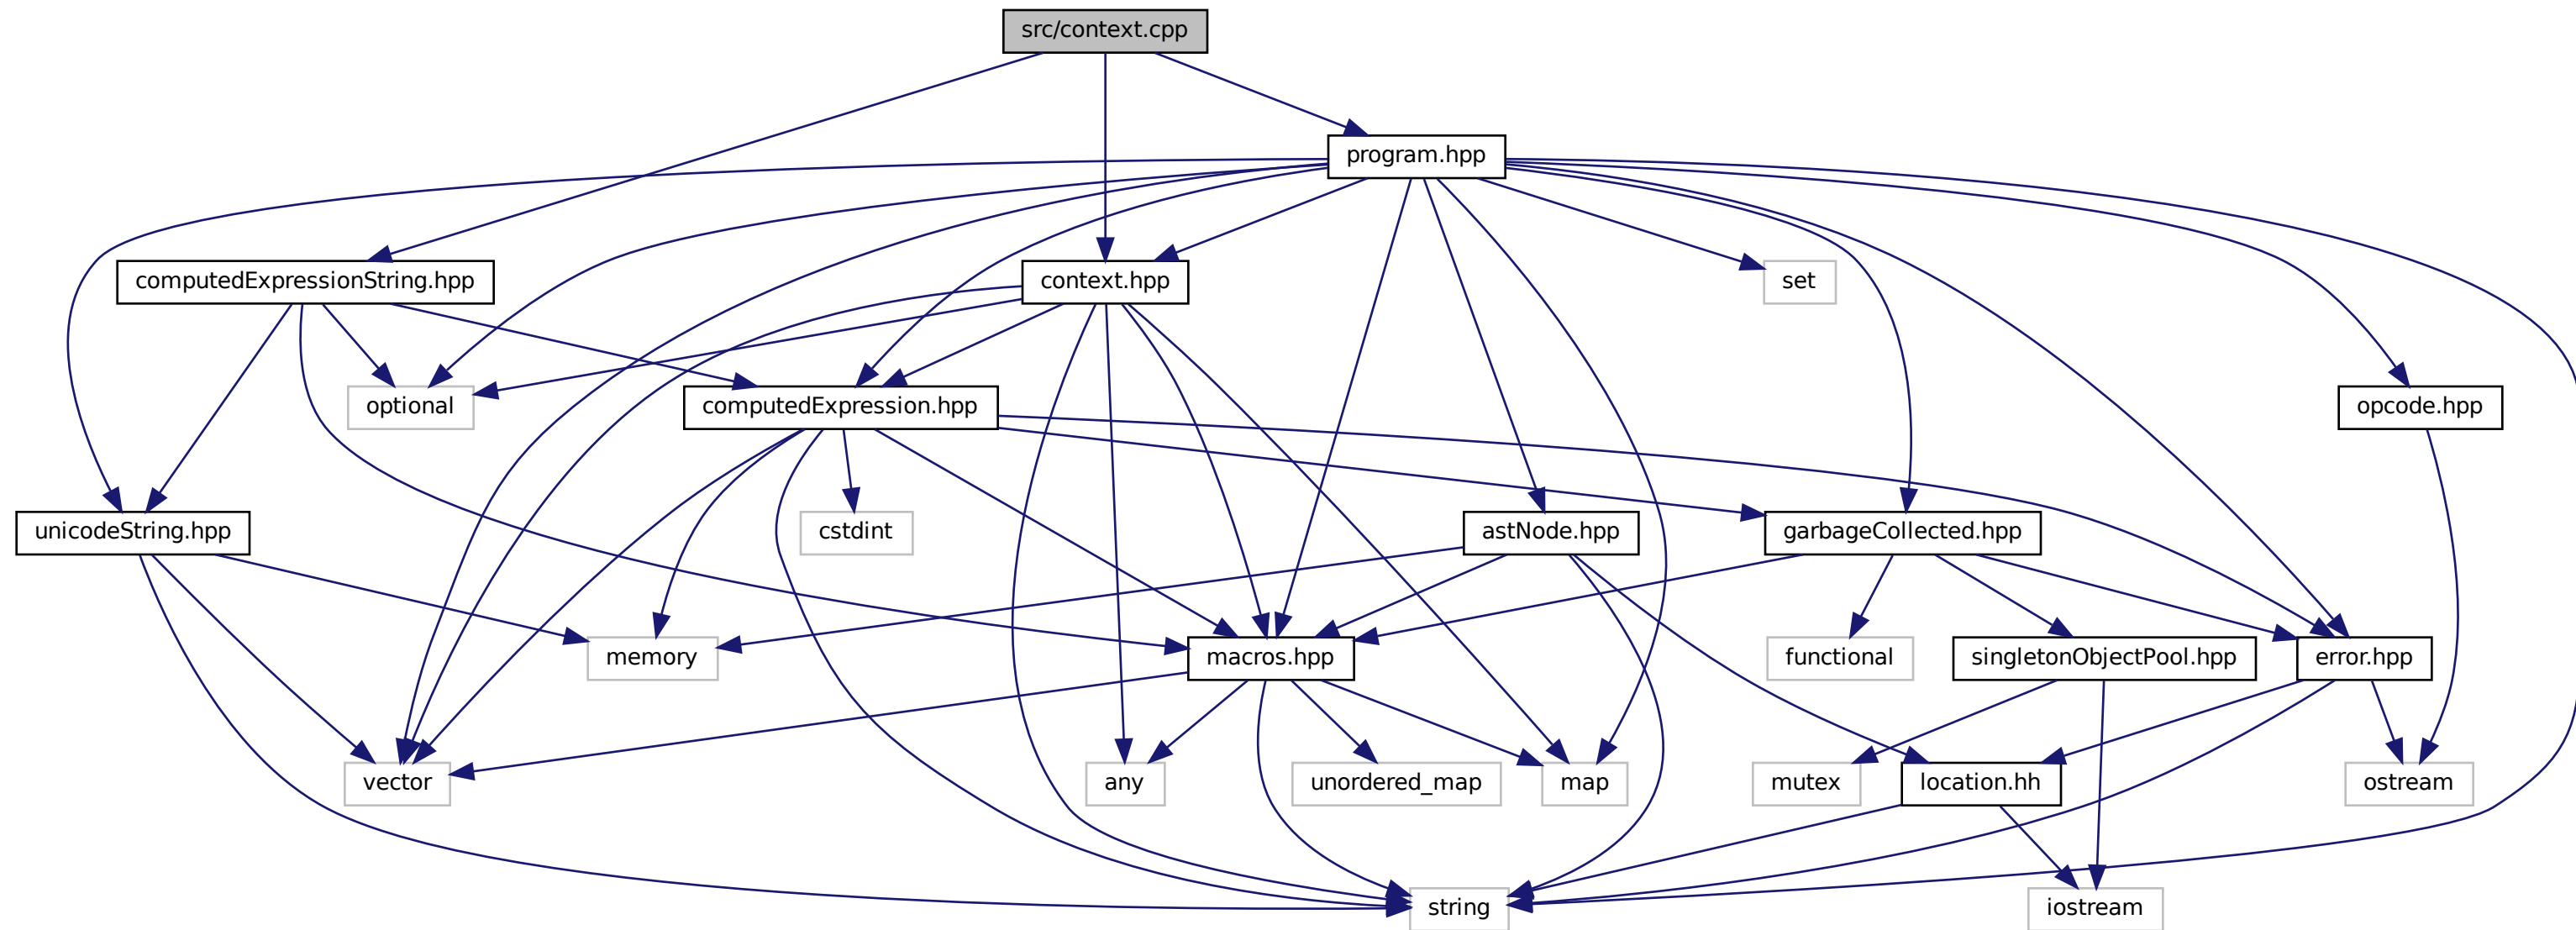 src/context.cpp
program.hpp
computedExpressionString.hpp
context.hpp
set
optional
computedExpression.hpp
opcode.hpp
unicodeString.hpp
cstdint
astNode.hpp
garbageCollected.hpp
memory
macros.hpp
functional
singletonObjectPool.hpp
error.hpp
vector
any
unordered_map
map
mutex
location.hh
ostream
string
iostream